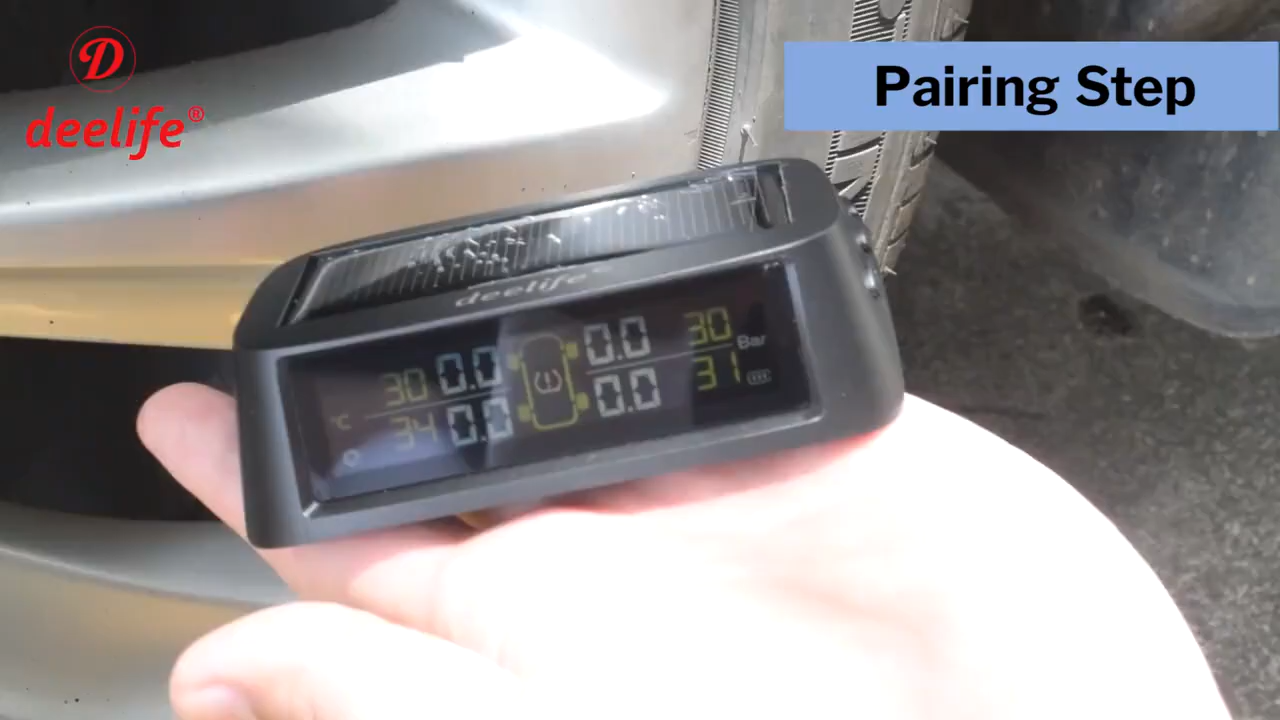 D
deelife®
Pairing Step
deelife
30 0.0 0.0 30 Bar
°C 34 0.0 0.0 31